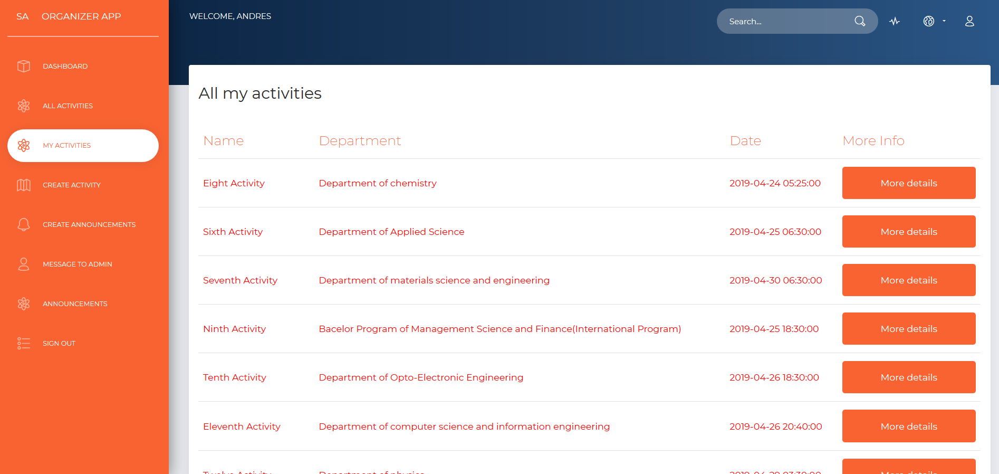 SA ORGANIZER APP
WELCOME, ANDRES
Search...
DASHBOARD
ALL ACTIVITIES
MY ACTIVITIES
CREATE ACTIVITY
CREATE ANNOUNCEMENTS
MESSAGE TO ADMIN
ANNOUNCEMENTS
SIGN OUT
All my activities
Name Department Date More Info
Eight Activity Department of chemistry 2019-04-24 05:25:00 More details
Sixth Activity Department of Applied Science 2019-04-25 06:30:00 More details
Seventh Activity Department of materials science and engineering 2019-04-30 06:30:00 More details
Ninth Activity Bacelor Program of Management Science and Finance(International Program) 2019-04-25 18:30:00 More details
Tenth Activity Department of Opto-Electronic Engineering 2019-04-26 18:30:00 More details
Eleventh Activity Department of computer science and information engineering 2019-04-26 20:40:00 More details
Twelve Activity Department of physics More details